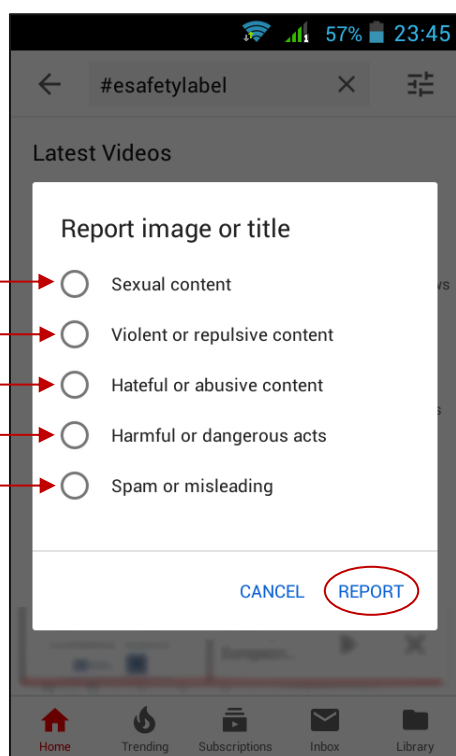 57% 23:45
#esafetylabel
Latest Videos
Report image or title
Sexual content
Violent or repulsive content
Hateful or abusive content
Harmful or dangerous acts
Spam or misleading
CANCEL REPORT
Home Trending Subscriptions Inbox Library